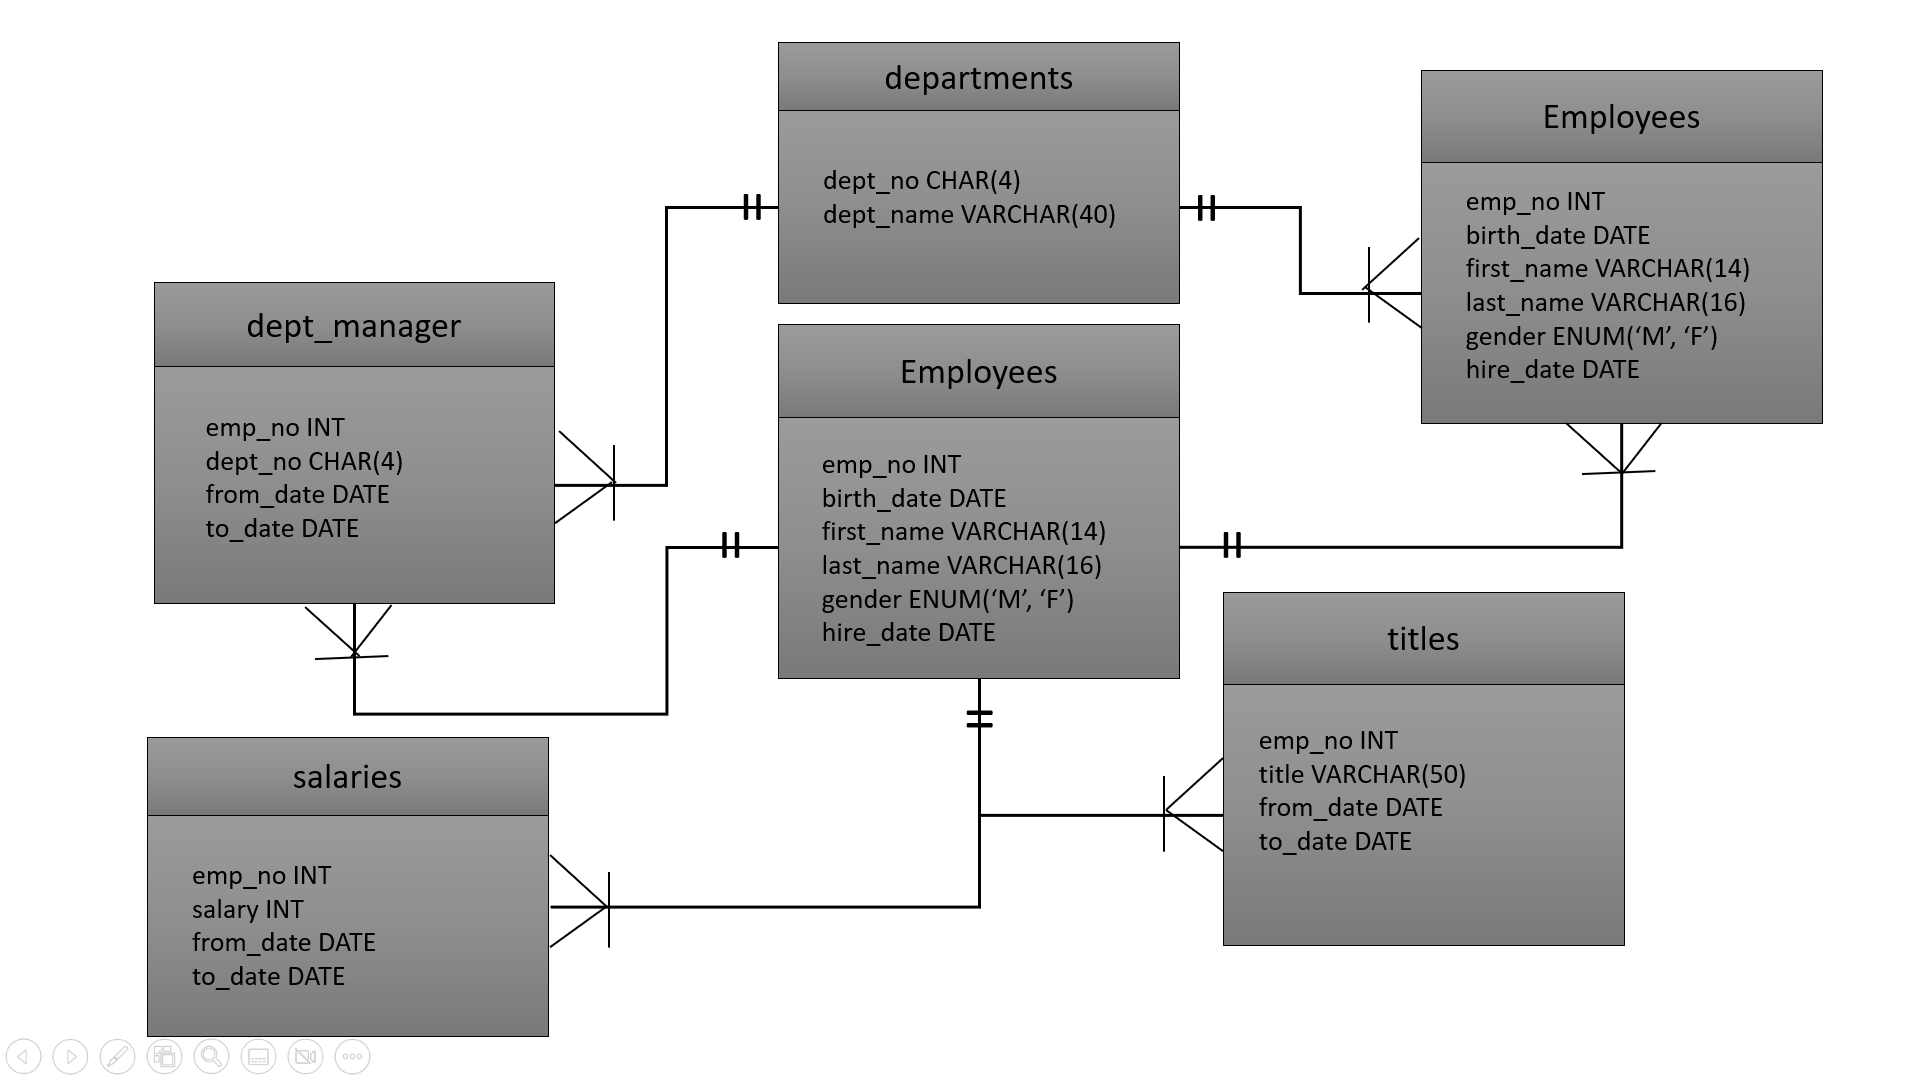 departments
dept_no CHAR(4)
dept_name VARCHAR(40)
Employees
emp_no INT
birth_date DATE
first_name VARCHAR(14)
last_name VARCHAR(16)
gender ENUM(‘M’, ‘F’)
hire_date DATE
dept_manager
emp_no INT
dept_no CHAR(4)
from_date DATE
to_date DATE
Employees
emp_no INT
birth_date DATE
first_name VARCHAR(14)
last_name VARCHAR(16)
gender ENUM(‘M’, ‘F’)
hire_date DATE
titles
emp_no INT
title VARCHAR(50)
from_date DATE
to_date DATE
salaries
emp_no INT
salary INT
from_date DATE
to_date DATE